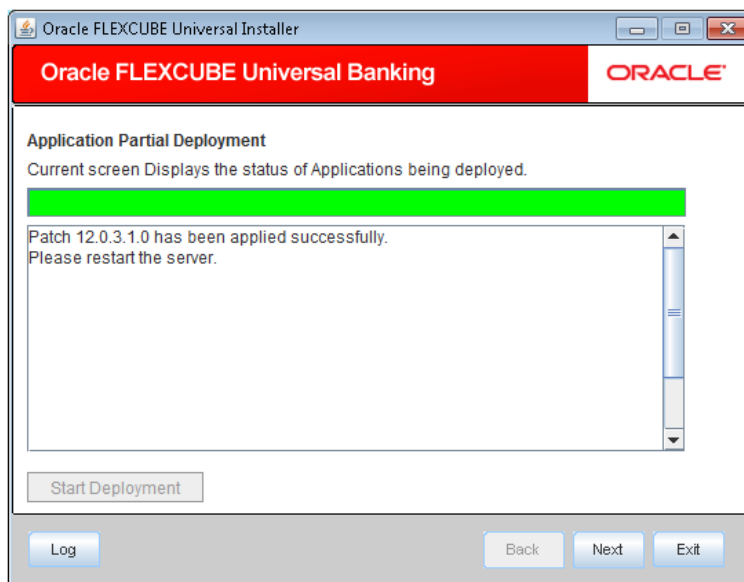 Oracle FLEXCUBE Universal Installer
Oracle FLEXCUBE Universal Banking
ORACLE
Application Partial Deployment
Current screen Displays the status of Applications being deployed.
Patch 12.0.3.1.0 has been applied successfully.
Please restart the server.
Start Deployment
Log Back Next Exit